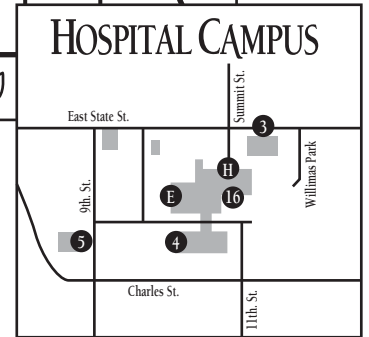 HOSPITAL CAMPUS
Summit St.
East State St.
3
Willimas Park
H
9th. St.
E
16
5
4
Charles St.
11th. St.